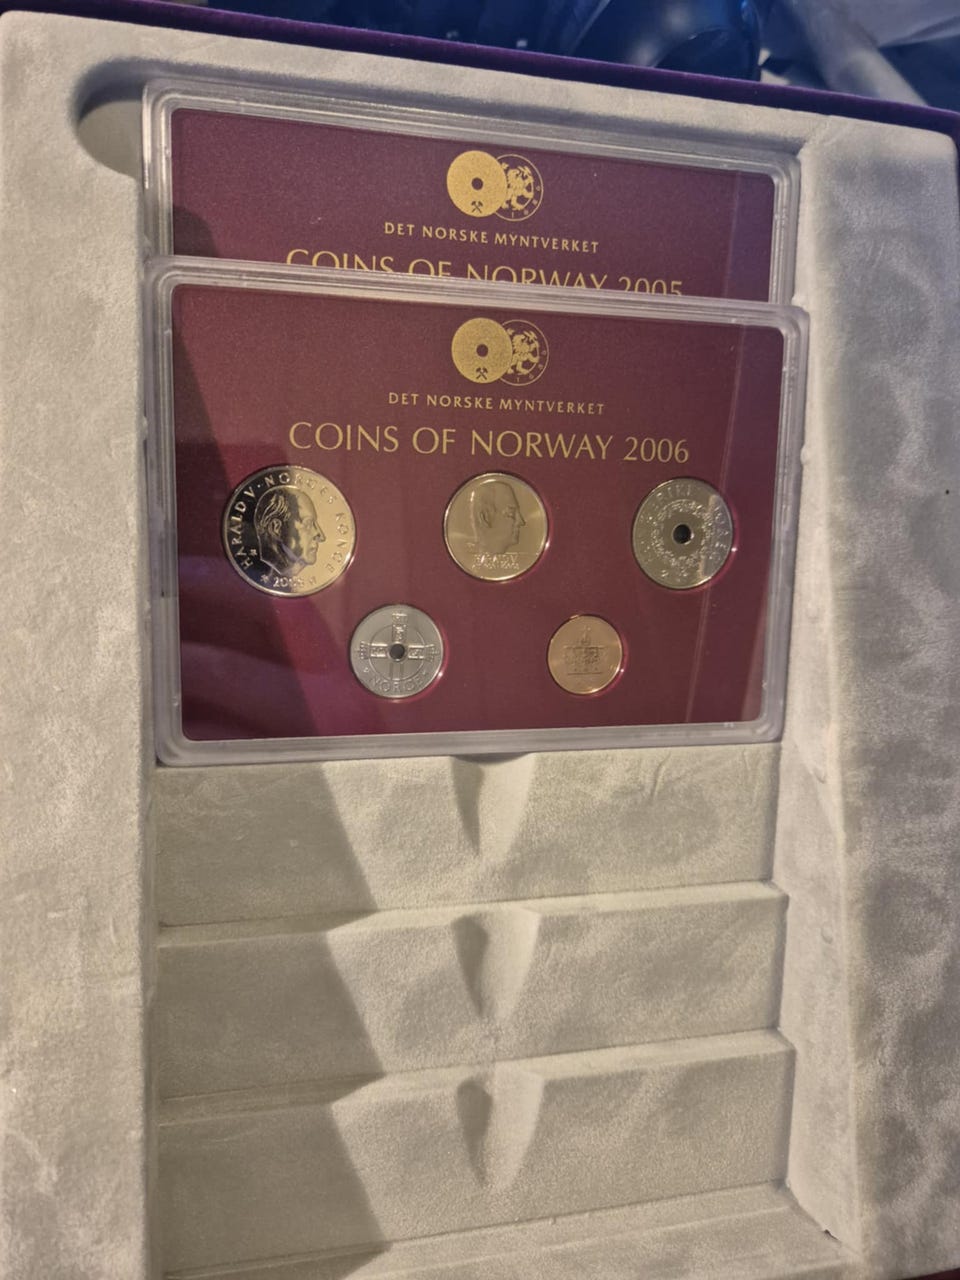 DET NORSKE MYNTVERKET
COINS OF NORWAY 2005
DET NORSKE MYNTVERKET
COINS OF NORWAY 2006
HARALD V · NORGES KONGE
NORGE